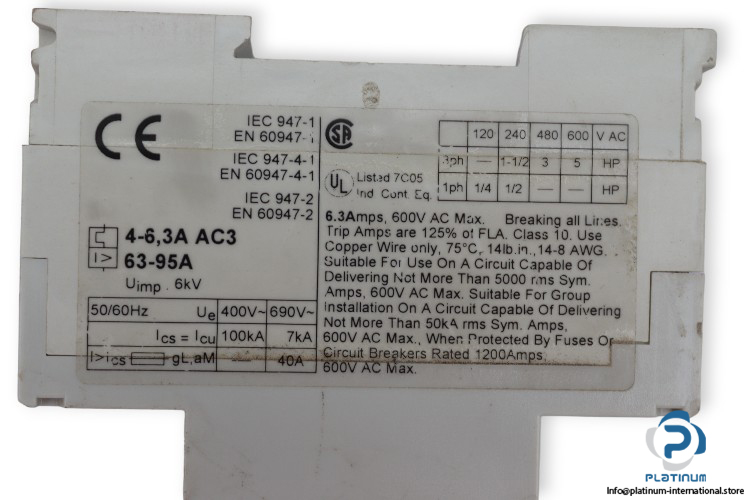 CE
IEC 947-1
EN 60947-1
IEC 947-4-1
EN 60947-4-1
IEC 947-2
EN 60947-2
4-6,3A AC3
I> 63-95A
Uimp. 6kV
50/60Hz Ue 400V~ 690V~
Ics = Icu 100kA 7kA
I>Ics gL,aM — 40A
SA
UL Listed 7C05
Ind. Cont. Eq.
120 240 480 600 V AC
3ph — 1-1/2 3 5 HP
1ph 1/4 1/2 — — HP
6.3Amps, 600V AC Max. Breaking all Lines.
Trip Amps are 125% of FLA. Class 10. Use
Copper Wire only, 75°C, 14lb.in., 14-8 AWG.
Suitable For Use On A Circuit Capable Of
Delivering Not More Than 5000 rms Sym.
Amps, 600V AC Max. Suitable For Group
Installation On A Circuit Capable Of Delivering
Not More Than 50kA rms Sym. Amps,
600V AC Max., When Protected By Fuses Or
Circuit Breakers Rated 1200Amps,
600V AC Max.
PLATINUM
Info@platinum-international.store